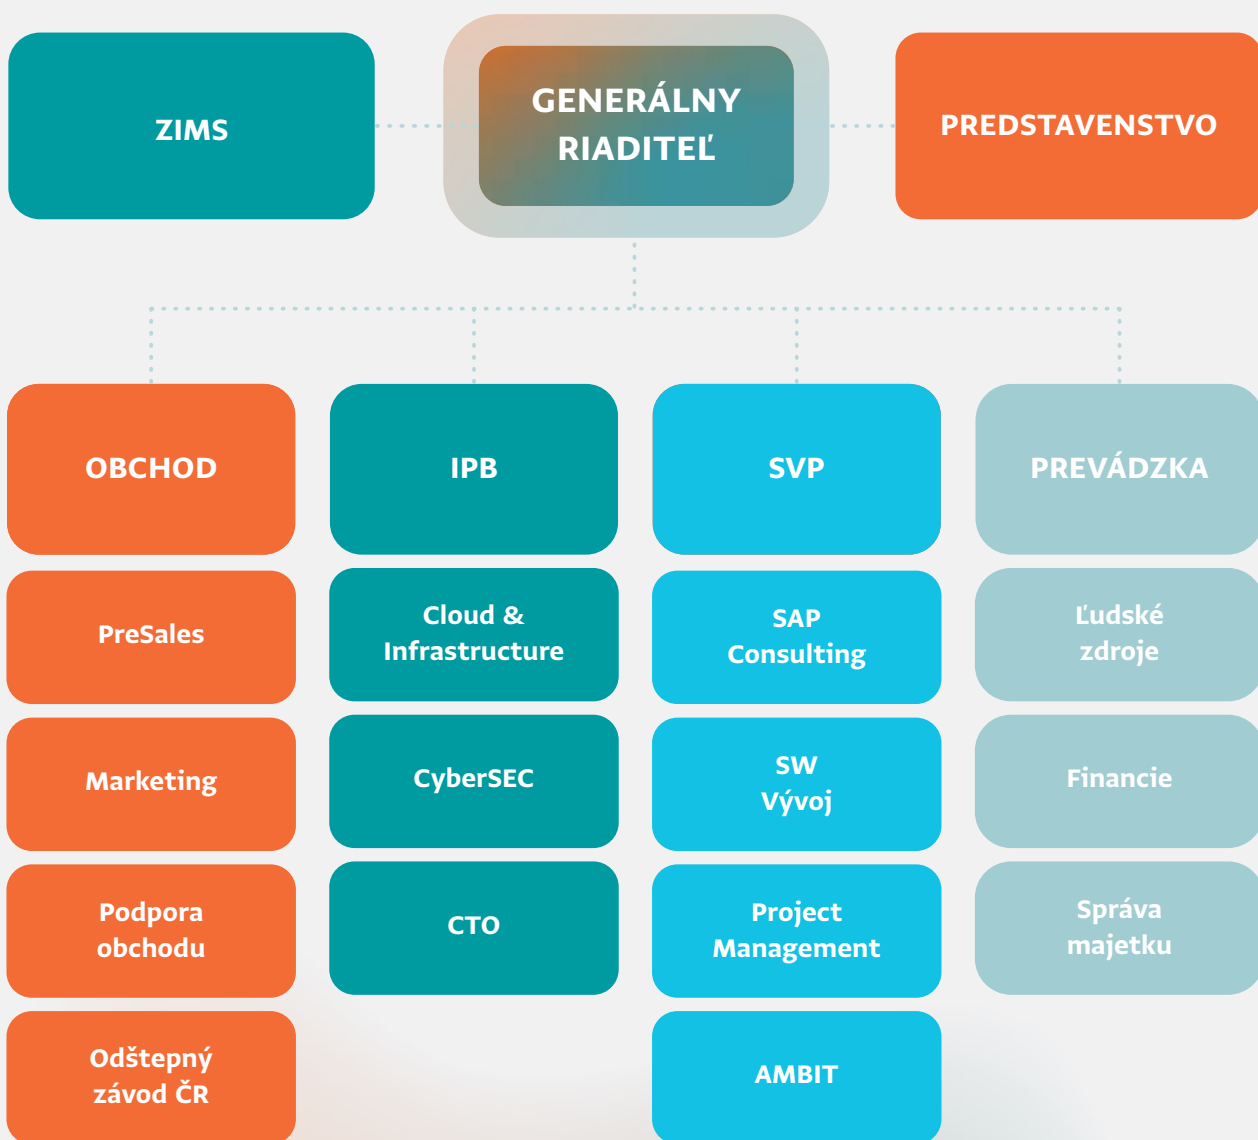 ZIMS
GENERÁLNY
RIADITEĽ
PREDSTAVENSTVO
OBCHOD
IPB
SVP
PREVÁDZKA
PreSales
Cloud &
Infrastructure
SAP
Consulting
Ľudské
zdroje
Marketing
CyberSEC
SW
Vývoj
Financie
Podpora
obchodu
CTO
Project
Management
Správa
majetku
Odštepný
závod ČR
AMBIT